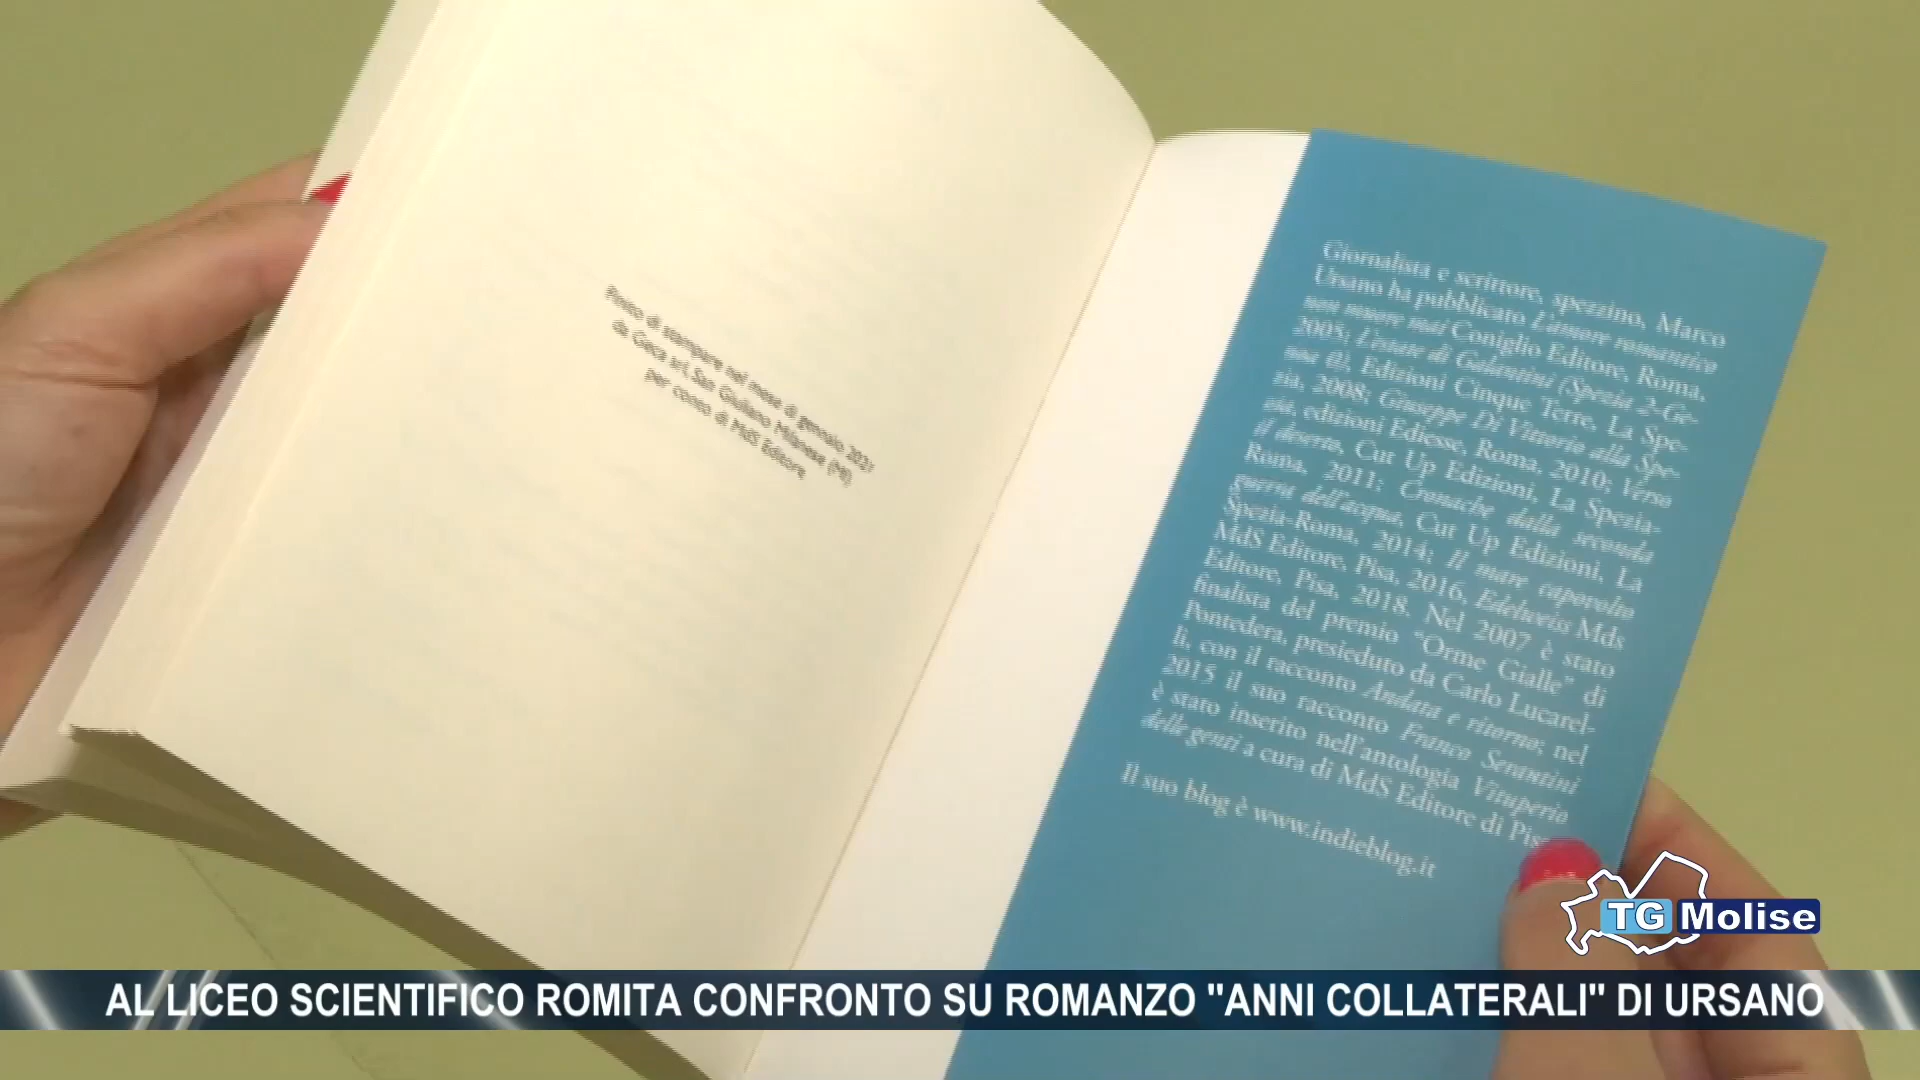 Finito di stampare nel mese di gennaio 2021
da Geca srl, San Giuliano Milanese (MI)
per conto di MdS Editore
Giornalista e scrittore, spezzino, Marco
Ursano ha pubblicato L'amore romantico
non muore mai Coniglio Editore, Roma,
2005; L'estate di Galantini (Spezia 2-Ge-
noa 0), Edizioni Cinque Terre, La Spe-
zia, 2008; Giuseppe Di Vittorio alla Spe-
zia, edizioni Ediesse, Roma, 2010; Verso
il deserto, Cut Up Edizioni, La Spezia-
Roma, 2011; Cronache dalla seconda
guerra dell'acqua, Cut Up Edizioni, La
Spezia-Roma, 2014; Il mare capovolto
MdS Editore, Pisa, 2016, Edelweiss Mds
Editore, Pisa, 2018. Nel 2007 è stato
finalista del premio "Orme Gialle" di
Pontedera, presieduto da Carlo Lucarel-
li, con il racconto Andata e ritorno; nel
2015 il suo racconto Franco Serantini
è stato inserito nell'antologia Vituperio
delle genti a cura di MdS Editore di
Il suo blog è www.indieblog.it
TG Molise
AL LICEO SCIENTIFICO ROMITA CONFRONTO SU ROMANZO "ANNI COLLATERALI" DI URSANO